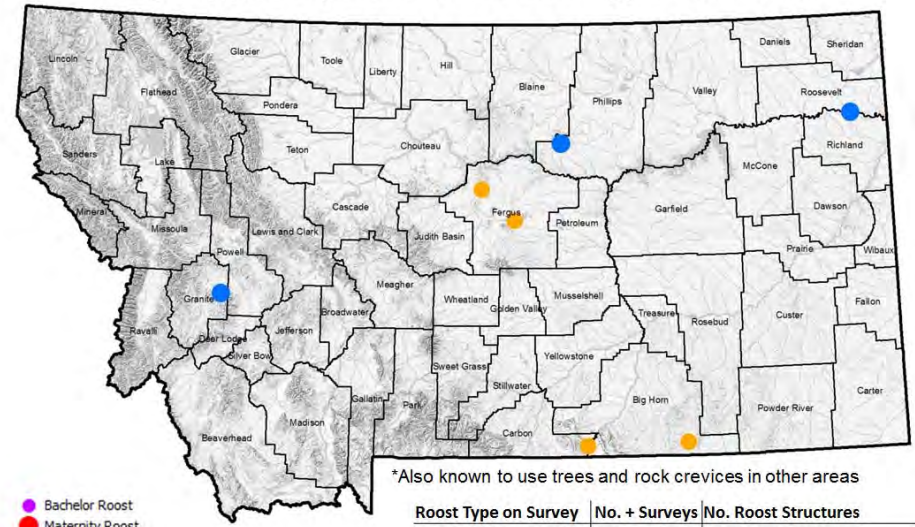 Lincoln
Flathead
Glacier
Toole
Liberty
Hill
Blaine
Phillips
Valley
Daniels
Sheridan
Roosevelt
Pondera
Teton
Chouteau
Richland
McCone
Sanders
Lake
Cascade
Fergus
Petroleum
Garfield
Dawson
Mineral
Missoula
Powell
Lewis and Clark
Judith Basin
Prairie
Wibaux
Granite
Meagher
Wheatland
Golden Valley
Musselshell
Treasure
Rosebud
Custer
Fallon
Ravalli
Deer Lodge
Silver Bow
Jefferson
Broadwater
Sweet Grass
Stillwater
Yellowstone
Big Horn
Powder River
Carter
Beaverhead
Madison
Gallatin
Park
Carbon
*Also known to use trees and rock crevices in other areas
Bachelor Roost
Maternity Roost
Roost Type on Survey No. + Surveys No. Roost Structures